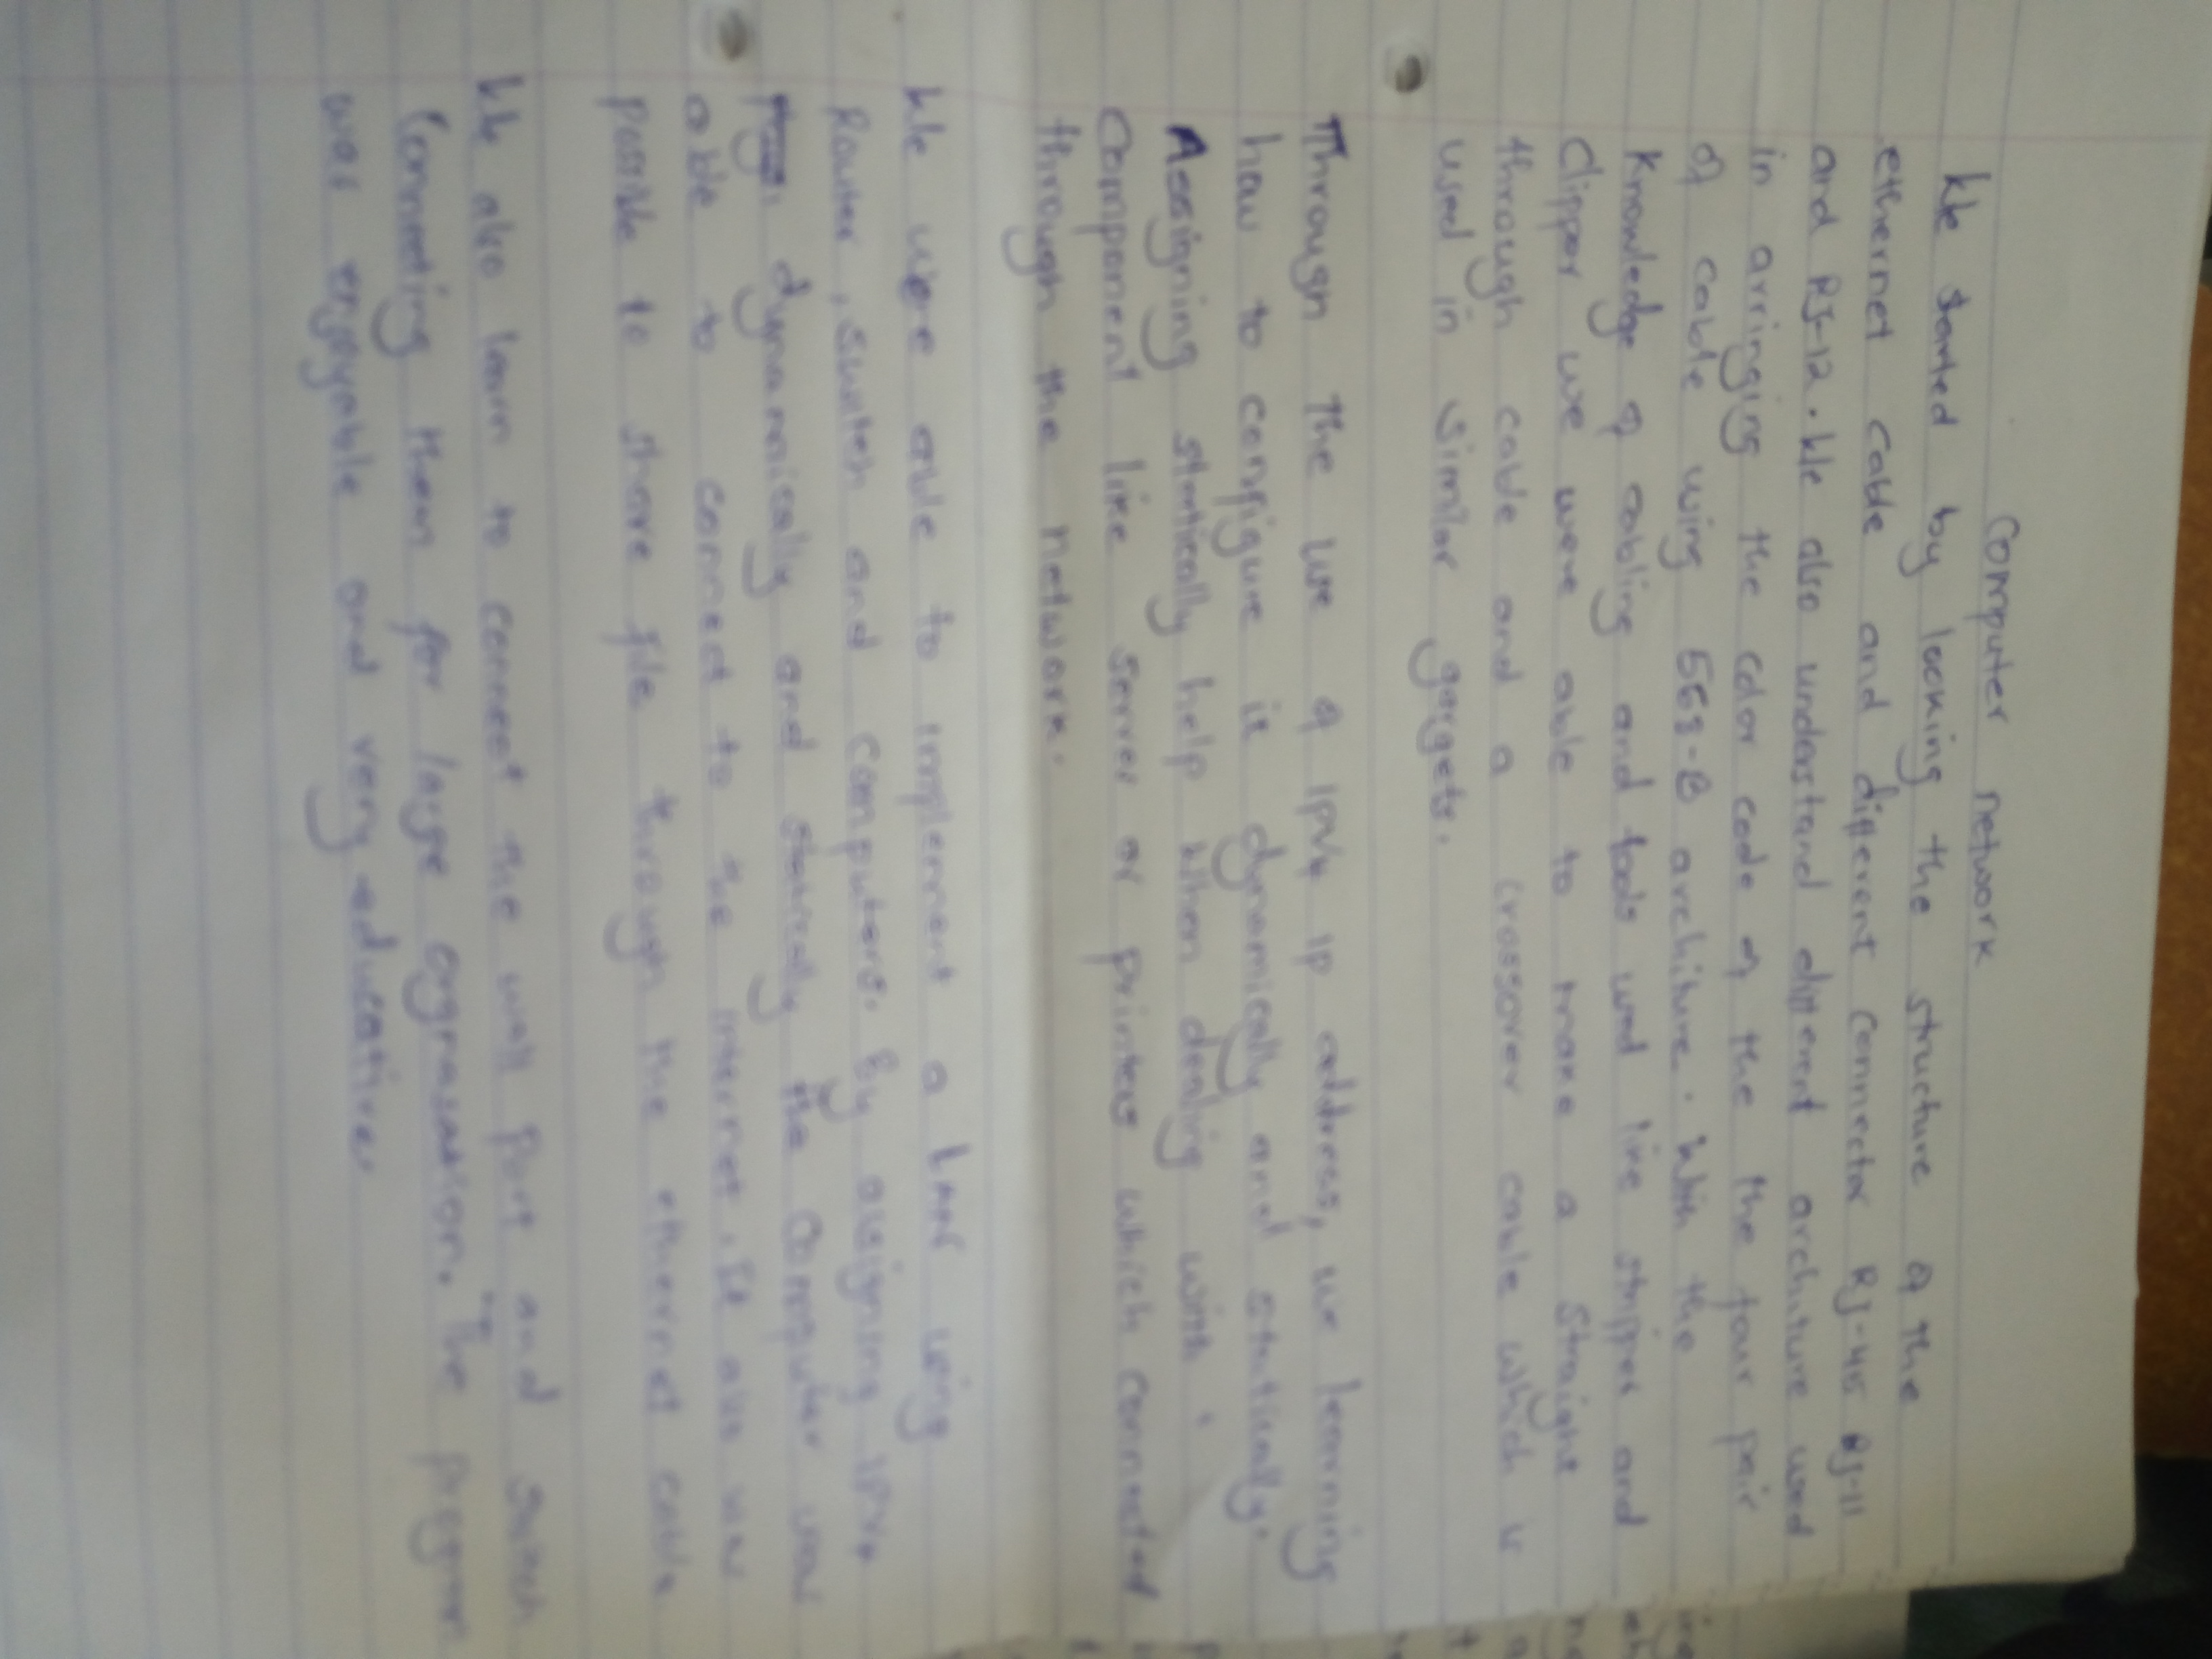 Computer network
We started by looking the structure of the
ethernet cable and different connector RJ-45 RJ-11
and RJ-12. We also understand different architure used
in arringing the color code of the the four pair
of cable using 568-B architure. With the
Knowledge of cabling and tools used like stripper and
Clipper we were able to make a Straight
through cable and a crossover cable which is
used in similar gargets.
Through the use of IPV4 ip address, we learning
how to configure it dynamically and statically.
Assigning statically help when dealing with
Component like server or printers which connected
through the network.
We were able to implement a LAN using
Router, switch and computers. By assigning IPV4
dynamically and statically the computer was
able to connect to the internet. It also was
possible to share file through the ethernet cable
We also learn to connect the wall port and switch
Connecting them for large orgnasation. The program
was enjoyable and very educative.